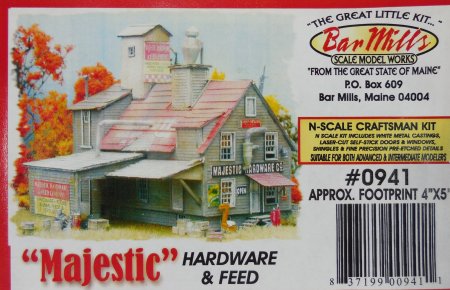 "THE GREAT LITTLE KIT..."
Bar Mills
SCALE MODEL WORKS
"FROM THE GREAT STATE OF MAINE"
P.O. Box 609
Bar Mills, Maine 04004
N-SCALE CRAFTSMAN KIT
N SCALE KIT INCLUDES WHITE METAL CASTINGS,
LASER-CUT SELF-STICK DOORS & WINDOWS,
SHINGLES & FINE PRECISION PRE-ETCHED DETAILS
SUITABLE FOR BOTH ADVANCED & INTERMEDIATE MODELERS
#0941
APPROX. FOOTPRINT 4"X5"
MAJESTIC HARDWARE CO
OPEN
"Majestic" HARDWARE
& FEED
8 37199 00941 1